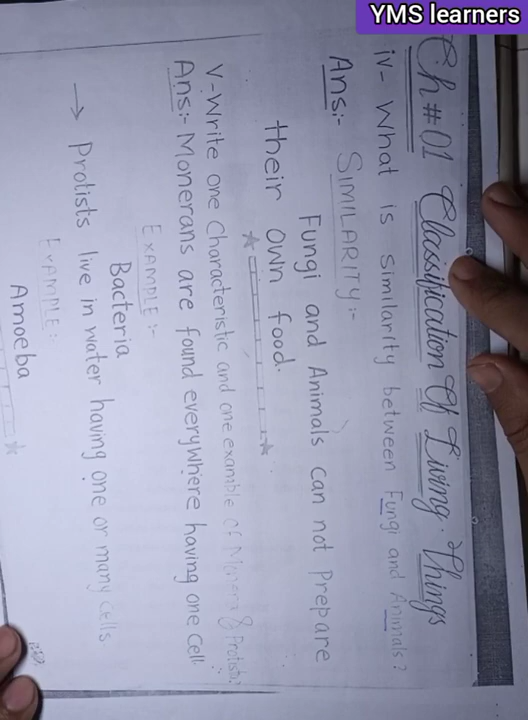 YMS learners
Ch # 01 Classification Of Living Things
iv- What is similarity between Fungi and Animals?
Ans:- SIMILARITY:-
Fungi and Animals can not Prepare
their own food.
V-Write one Characteristic and one example of Monera & Protists?
Ans:- Monerans are found everywhere having one cell
EXAMPLE:-
Bacteria
→ Protists live in water having one or many cells
EXAMPLE:-
Amoeba